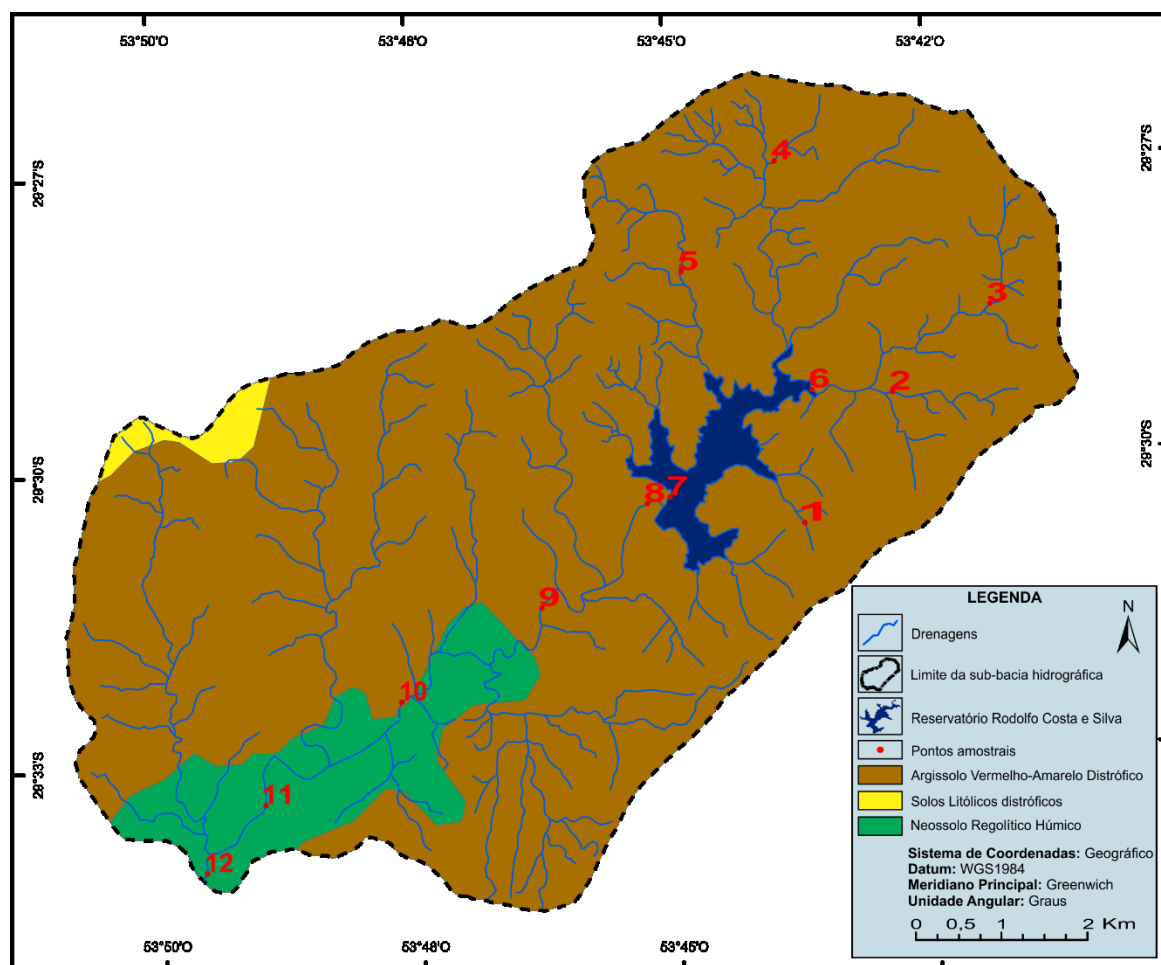 53°50'O
53°48'O
53°45'O
53°42'O
29°27'S
29°27'S
4
5
3
6
2
29°30'S
29°30'S
7
8
1
9
10
11
12
29°33'S
LEGENDA
N
Drenagens
Limite da sub-bacia hidrográfica
Reservatório Rodolfo Costa e Silva
Pontos amostrais
Argissolo Vermelho-Amarelo Distrófico
Solos Litólicos distróficos
Neossolo Regolítico Húmico
Sistema de Coordenadas: Geográfico
Datum: WGS1984
Meridiano Principal: Greenwich
Unidade Angular: Graus
0 0,5 1 2 Km
53°50'O
53°48'O
53°45'O